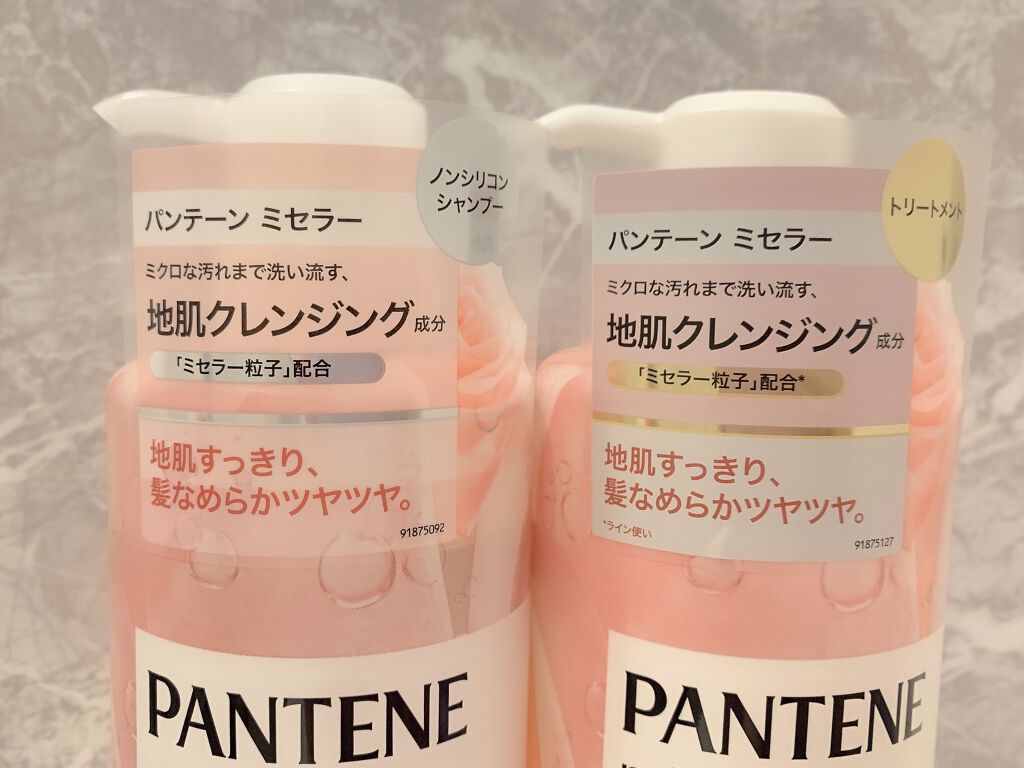 ノンシリコン
シャンプー
パンテーン ミセラー
ミクロな汚れまで洗い流す、
地肌クレンジング成分
「ミセラー粒子」配合
地肌すっきり、
髪なめらかツヤツヤ。
91875092
PANTENE
トリートメント
パンテーン ミセラー
ミクロな汚れまで洗い流す、
地肌クレンジング成分
「ミセラー粒子」配合*
地肌すっきり、
髪なめらかツヤツヤ。
*ライン使い
91875127
PANTENE